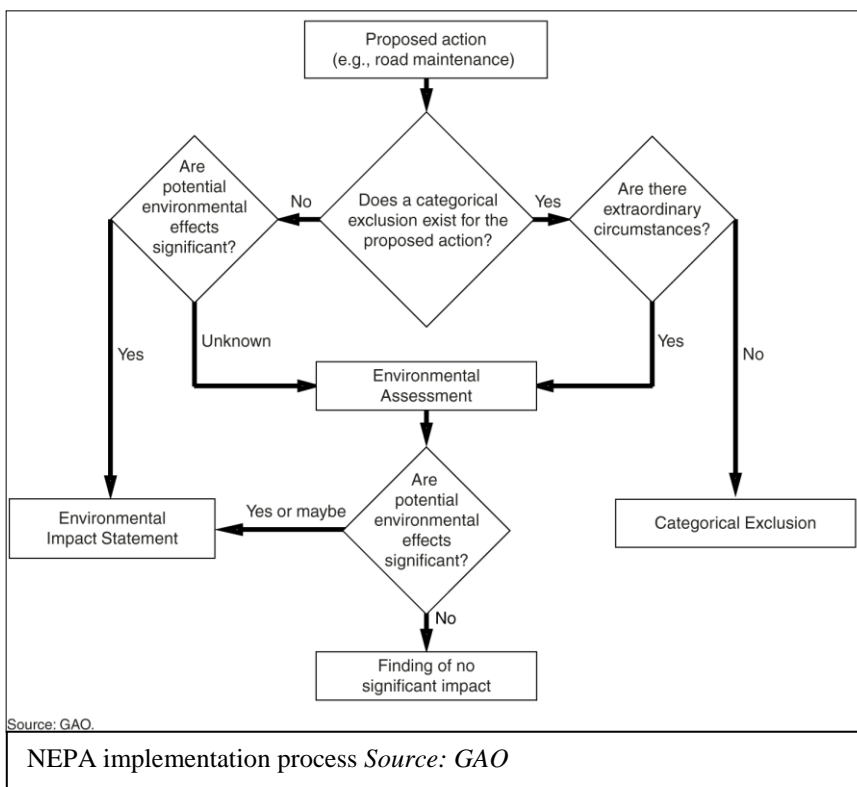 Proposed action
(e.g., road maintenance)
Are
potential
environmental
effects
significant?
No
Does a categorical
exclusion exist for the
proposed action?
Yes
Are there
extraordinary
circumstances?
Yes
Unknown
Yes
No
Environmental
Assessment
Environmental
Impact Statement
Yes or maybe
Are
potential
environmental
effects
significant?
Categorical Exclusion
No
Finding of no
significant impact
Source: GAO.
NEPA implementation process Source: GAO